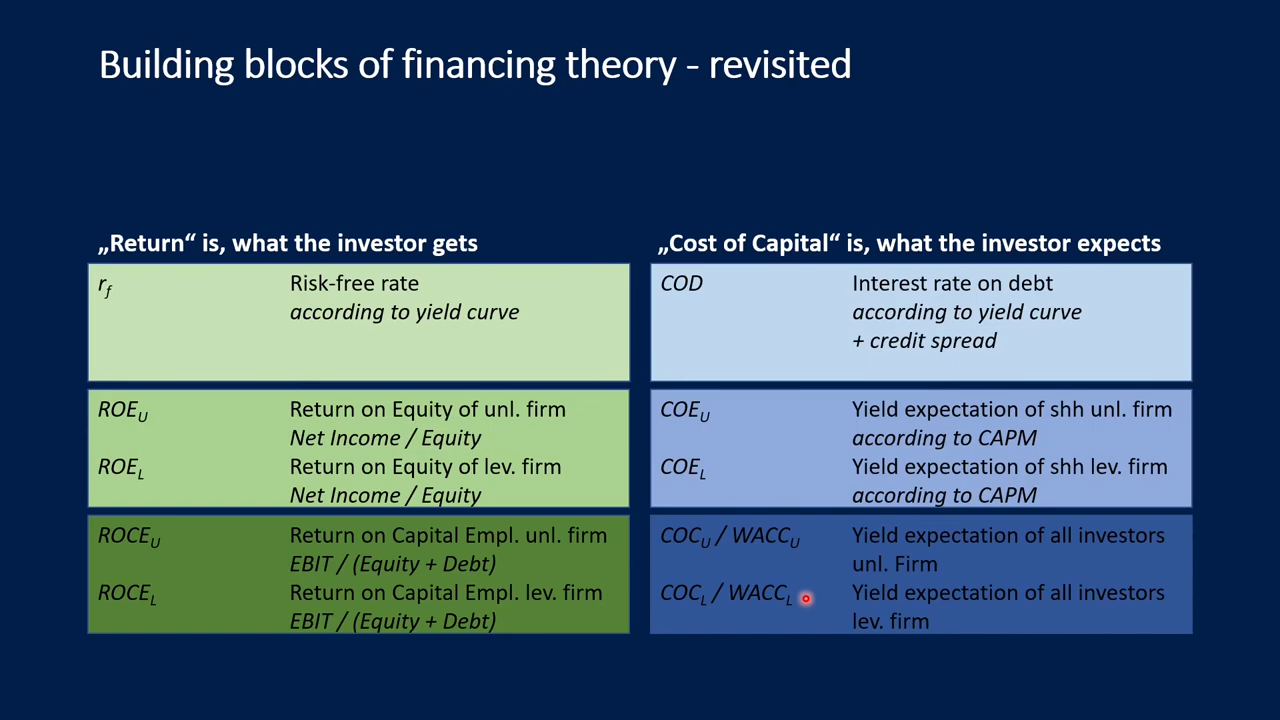 Building blocks of financing theory - revisited
„Return“ is, what the investor gets
r_f Risk-free rate
according to yield curve
ROE_U Return on Equity of unl. firm
Net Income / Equity
ROE_L Return on Equity of lev. firm
Net Income / Equity
ROCE_U Return on Capital Empl. unl. firm
EBIT / (Equity + Debt)
ROCE_L Return on Capital Empl. lev. firm
EBIT / (Equity + Debt)
„Cost of Capital“ is, what the investor expects
COD Interest rate on debt
according to yield curve
+ credit spread
COE_U Yield expectation of shh unl. firm
according to CAPM
COE_L Yield expectation of shh lev. firm
according to CAPM
COC_U / WACC_U Yield expectation of all investors
unl. Firm
COC_L / WACC_L Yield expectation of all investors
lev. firm